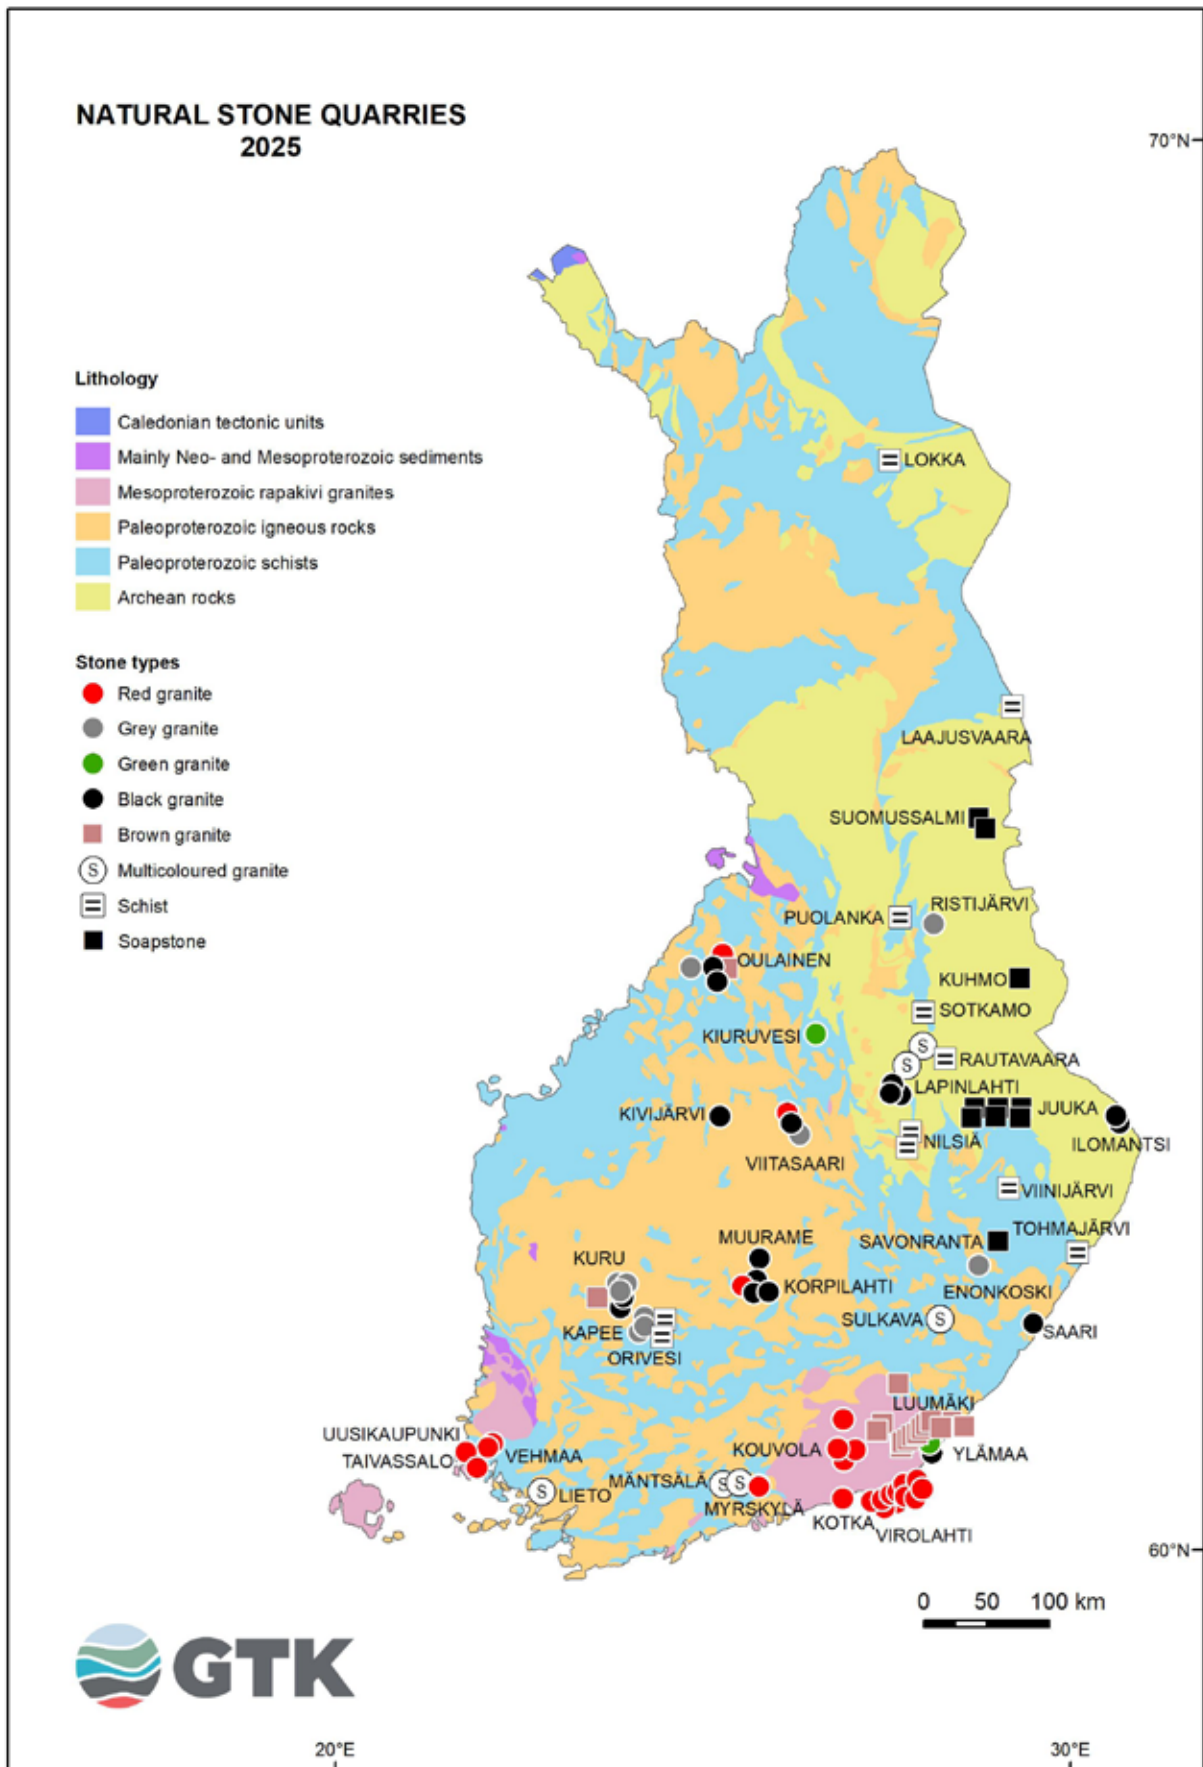 NATURAL STONE QUARRIES
2025
70°N
Lithology
Caledonian tectonic units
Mainly Neo- and Mesoproterozoic sediments
Mesoproterozoic rapakivi granites
Paleoproterozoic igneous rocks
Paleoproterozoic schists
Archean rocks
Stone types
Red granite
Grey granite
Green granite
Black granite
Brown granite
S Multicoloured granite
Schist
Soapstone
LOKKA
LAAJUSVAARA
SUOMUSSALMI
RISTIJÄRVI
PUOLANKA
OULAINEN
KUHMO
SOTKAMO
KIURUVESI
S
RAUTAVAARA
S
LAPINLAHTI
KIVIJÄRVI
JUUKA
NILSIÄ
ILOMANTSI
VIITASAARI
VIINIJÄRVI
TOHMAJÄRVI
MUURAME
SAVONRANTA
KURU
KORPILAHTI
ENONKOSKI
SULKAVA S
KAPEE
SAARI
ORIVESI
LUUMÄKI
UUSIKAUPUNKI
KOUVOLA
VEHMAA
YLÄMAA
TAIVASSALO
MÄNTSÄLÄ S S
S LIETO
MYRSKYLÄ
KOTKA
VIROLAHTI
60°N
0 50 100 km
GTK
20°E
30°E